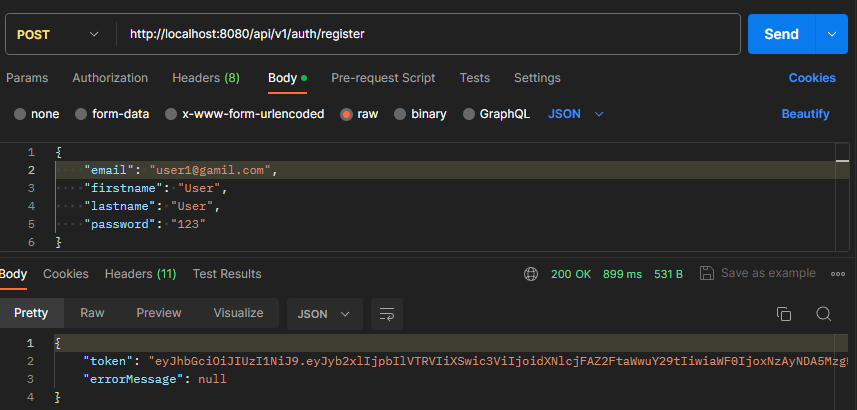 POST http://localhost:8080/api/v1/auth/register Send
Params Authorization Headers (8) Body Pre-request Script Tests Settings Cookies
none form-data x-www-form-urlencoded raw binary GraphQL JSON Beautify
1 {
2 "email": "user1@gamil.com",
3 "firstname": "User",
4 "lastname": "User",
5 "password": "123"
6 }
Body Cookies Headers (11) Test Results 200 OK 899 ms 531 B Save as example
Pretty Raw Preview Visualize JSON
1 {
2 "token": "eyJhbGciOiJIUzI1NiJ9.eyJyb2xlIjpbIlVTRVIiXSwic3ViIjoidXNlcjFAZ2FtaWwuY29tIiwiaWF0IjoxNzAyNDA5Mzg
3 "errorMessage": null
4 }